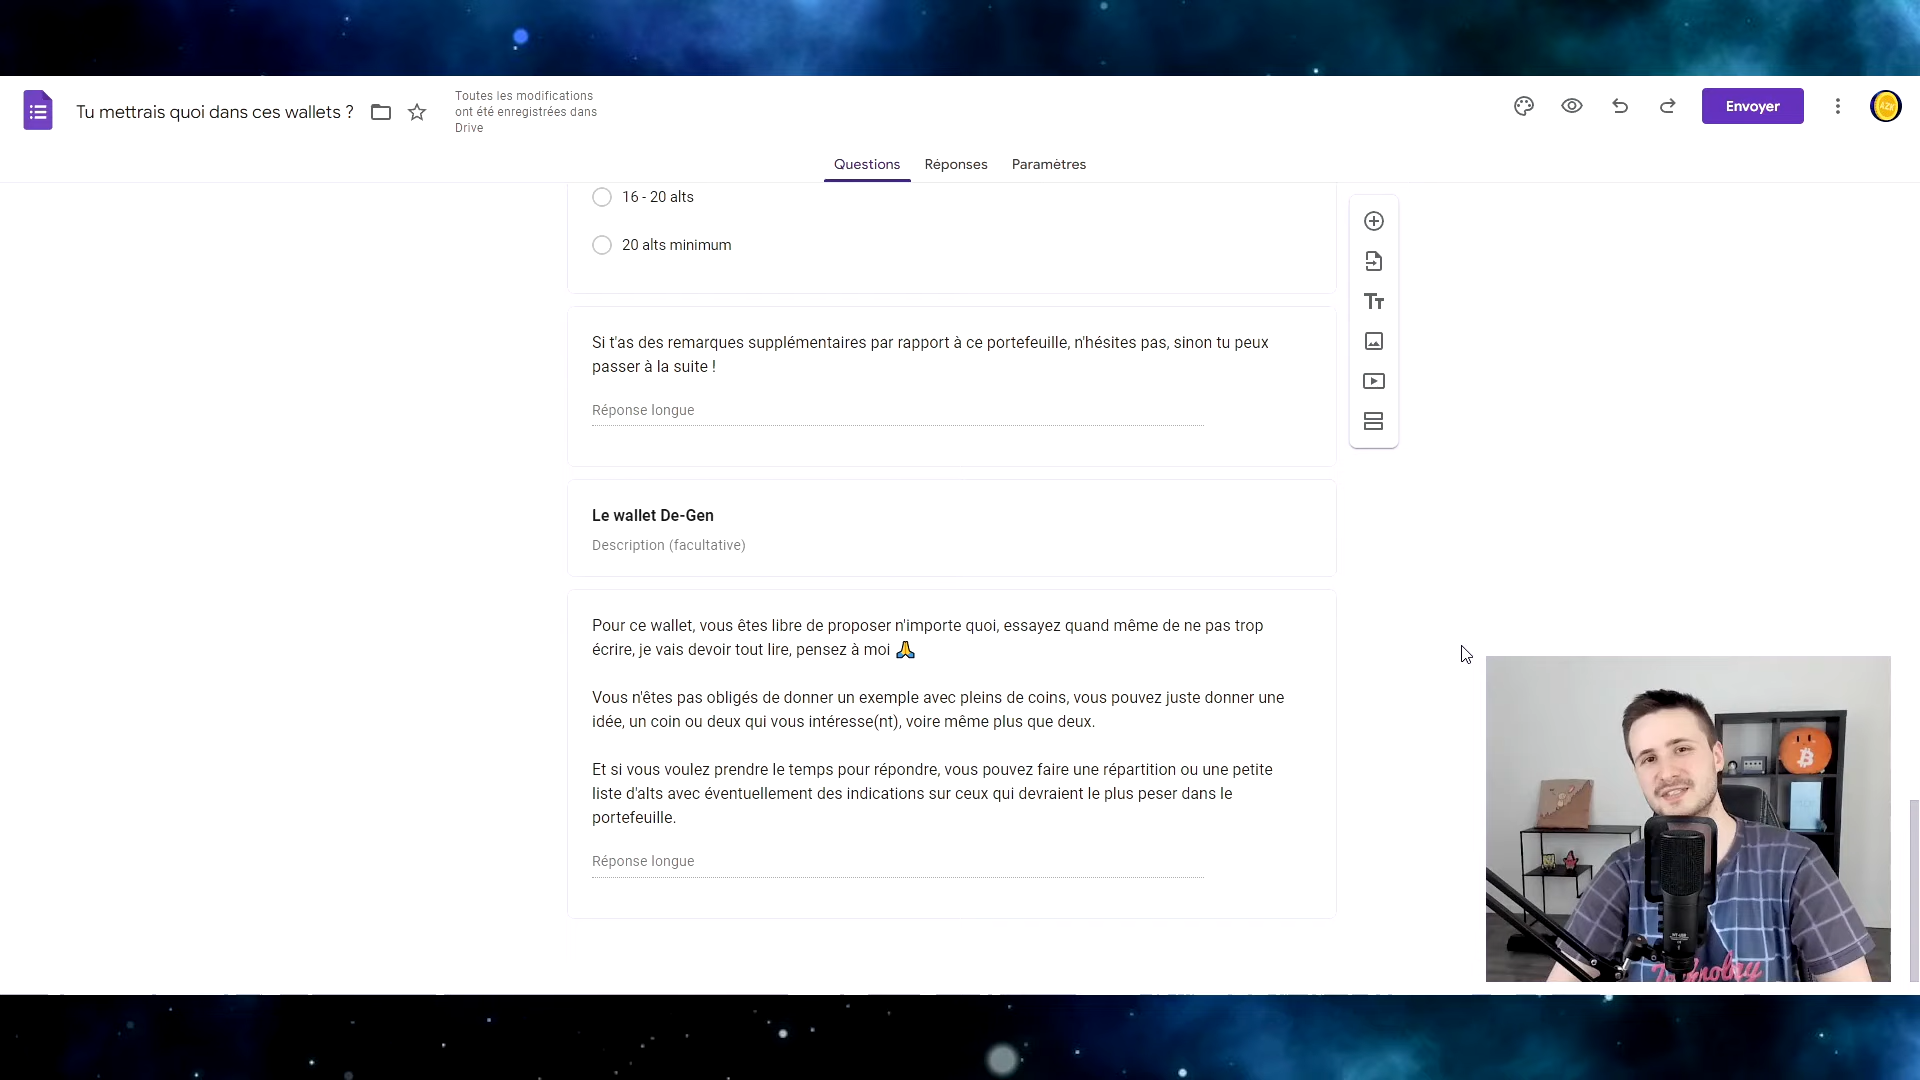 Tu mettrais quoi dans ces wallets ?
Toutes les modifications
ont été enregistrées dans
Drive
Envoyer
AZK
Questions
Réponses
Paramètres
16 - 20 alts
20 alts minimum
Si t'as des remarques supplémentaires par rapport à ce portefeuille, n'hésites pas, sinon tu peux
passer à la suite !
Réponse longue
Le wallet De-Gen
Description (facultative)
Pour ce wallet, vous êtes libre de proposer n'importe quoi, essayez quand même de ne pas trop
écrire, je vais devoir tout lire, pensez à moi 🙏
Vous n'êtes pas obligés de donner un exemple avec pleins de coins, vous pouvez juste donner une
idée, un coin ou deux qui vous intéresse(nt), voire même plus que deux.
Et si vous voulez prendre le temps pour répondre, vous pouvez faire une répartition ou une petite
liste d'alts avec éventuellement des indications sur ceux qui devraient le plus peser dans le
portefeuille.
Réponse longue